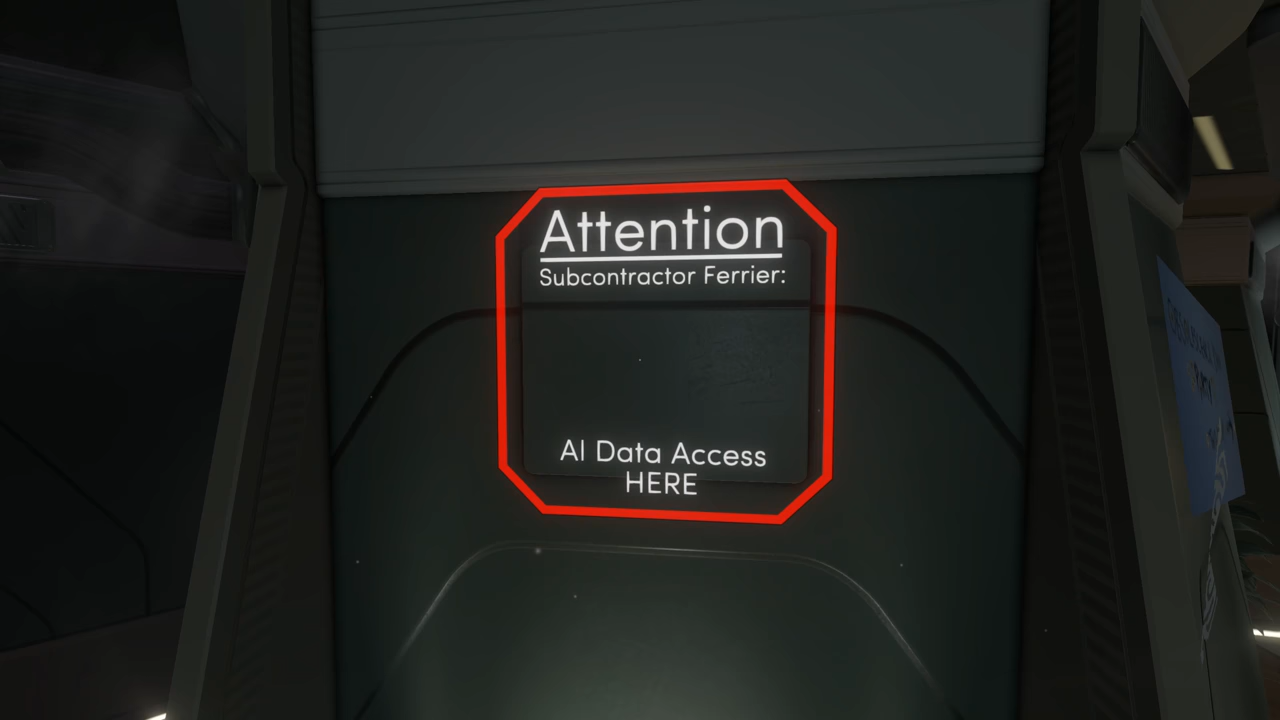 Attention
Subcontractor Ferrier:
AI Data Access
HERE